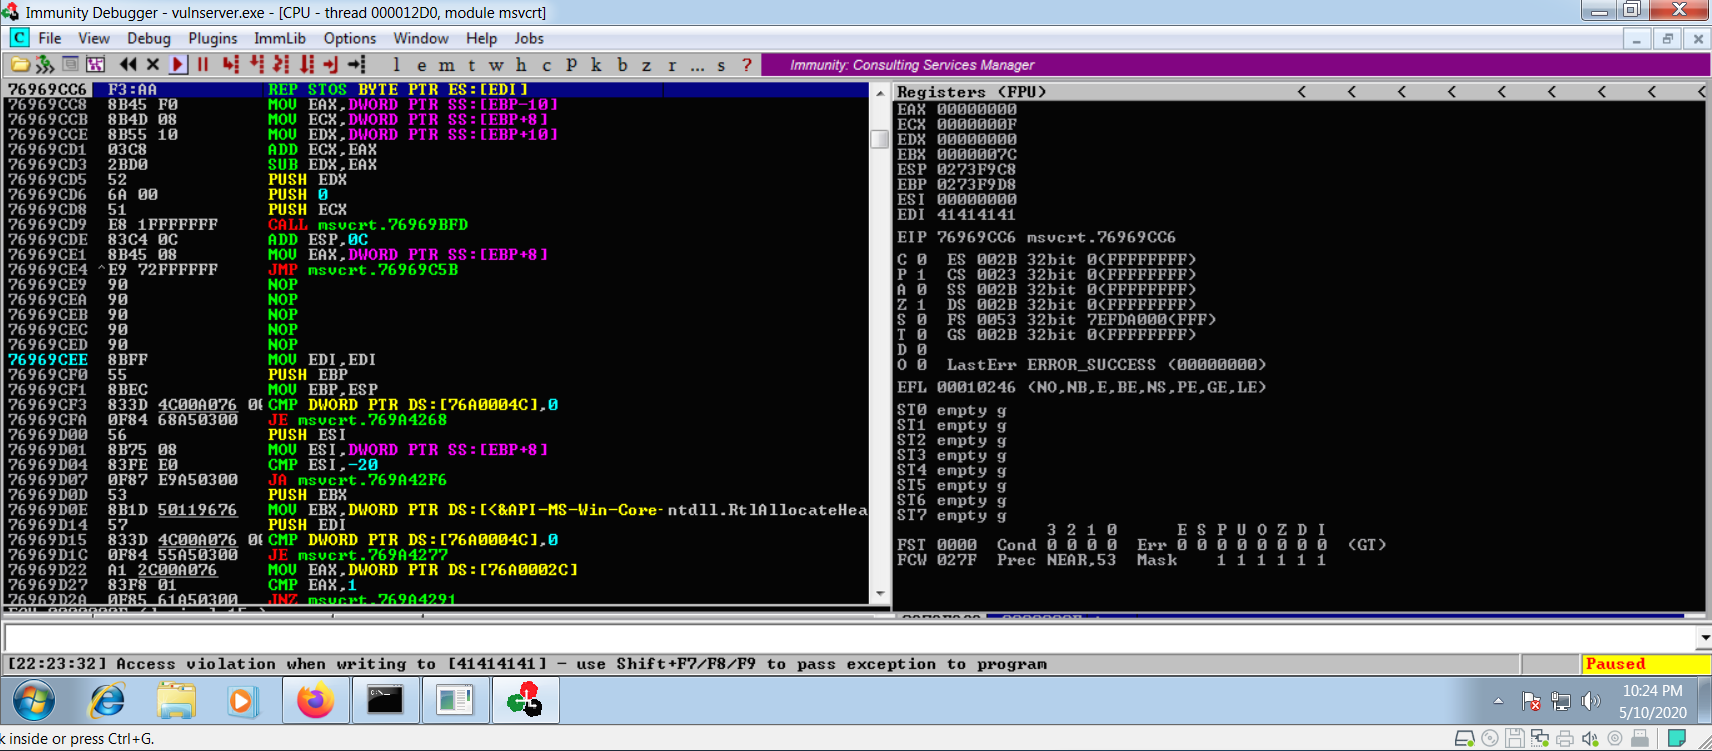 Immunity Debugger - vulnserver.exe - [CPU - thread 000012D0, module msvcrt]
C File View Debug Plugins ImmLib Options Window Help Jobs
l e m t w h c P k b z r ... s ? Immunity: Consulting Services Manager
76969CC6 F3:AA REP STOS BYTE PTR ES:[EDI]
76969CC8 8B45 F0 MOV EAX,DWORD PTR SS:[EBP-10]
76969CCB 8B4D 08 MOV ECX,DWORD PTR SS:[EBP+8]
76969CCE 8B55 10 MOV EDX,DWORD PTR SS:[EBP+10]
76969CD1 03C8 ADD ECX,EAX
76969CD3 2BD0 SUB EDX,EAX
76969CD5 52 PUSH EDX
76969CD6 6A 00 PUSH 0
76969CD8 51 PUSH ECX
76969CD9 E8 1FFFFFFF CALL msvcrt.76969BFD
76969CDE 83C4 0C ADD ESP,0C
76969CE1 8B45 08 MOV EAX,DWORD PTR SS:[EBP+8]
76969CE4 ^E9 72FFFFFF JMP msvcrt.76969C5B
76969CE9 90 NOP
76969CEA 90 NOP
76969CEB 90 NOP
76969CEC 90 NOP
76969CED 90 NOP
76969CEE 8BFF MOV EDI,EDI
76969CF0 55 PUSH EBP
76969CF1 8BEC MOV EBP,ESP
76969CF3 833D 4C00A076 00 CMP DWORD PTR DS:[76A0004C],0
76969CFA 0F84 68A50300 JE msvcrt.769A4268
76969D00 56 PUSH ESI
76969D01 8B75 08 MOV ESI,DWORD PTR SS:[EBP+8]
76969D04 83FE E0 CMP ESI,-20
76969D07 0F87 E9A50300 JA msvcrt.769A42F6
76969D0D 53 PUSH EBX
76969D0E 8B1D 50119676 MOV EBX,DWORD PTR DS:[<&API-MS-Win-Core- ntdll.RtlAllocateHea
76969D14 57 PUSH EDI
76969D15 833D 4C00A076 00 CMP DWORD PTR DS:[76A0004C],0
76969D1C 0F84 55A50300 JE msvcrt.769A4277
76969D22 A1 2C00A076 MOV EAX,DWORD PTR DS:[76A0002C]
76969D27 83F8 01 CMP EAX,1
76969D2A 0F85 61A50300 JNZ msvcrt.769A4291
Registers (FPU) < < < < < < < < <
EAX 00000000
ECX 0000000F
EDX 00000000
EBX 0000007C
ESP 0273F9C8
EBP 0273F9D8
ESI 00000000
EDI 41414141
EIP 76969CC6 msvcrt.76969CC6
C 0 ES 002B 32bit 0(FFFFFFFF)
P 1 CS 0023 32bit 0(FFFFFFFF)
A 0 SS 002B 32bit 0(FFFFFFFF)
Z 1 DS 002B 32bit 0(FFFFFFFF)
S 0 FS 0053 32bit 7EFDA000(FFF)
T 0 GS 002B 32bit 0(FFFFFFFF)
D 0
O 0 LastErr ERROR_SUCCESS (00000000)
EFL 00010246 (NO,NB,E,BE,NS,PE,GE,LE)
ST0 empty g
ST1 empty g
ST2 empty g
ST3 empty g
ST4 empty g
ST5 empty g
ST6 empty g
ST7 empty g
3 2 1 0 E S P U O Z D I
FST 0000 Cond 0 0 0 0 Err 0 0 0 0 0 0 0 0 (GT)
FCW 027F Prec NEAR,53 Mask 1 1 1 1 1 1
[22:23:32] Access violation when writing to [41414141] - use Shift+F7/F8/F9 to pass exception to program
Paused
10:24 PM
5/10/2020
k inside or press Ctrl+G.